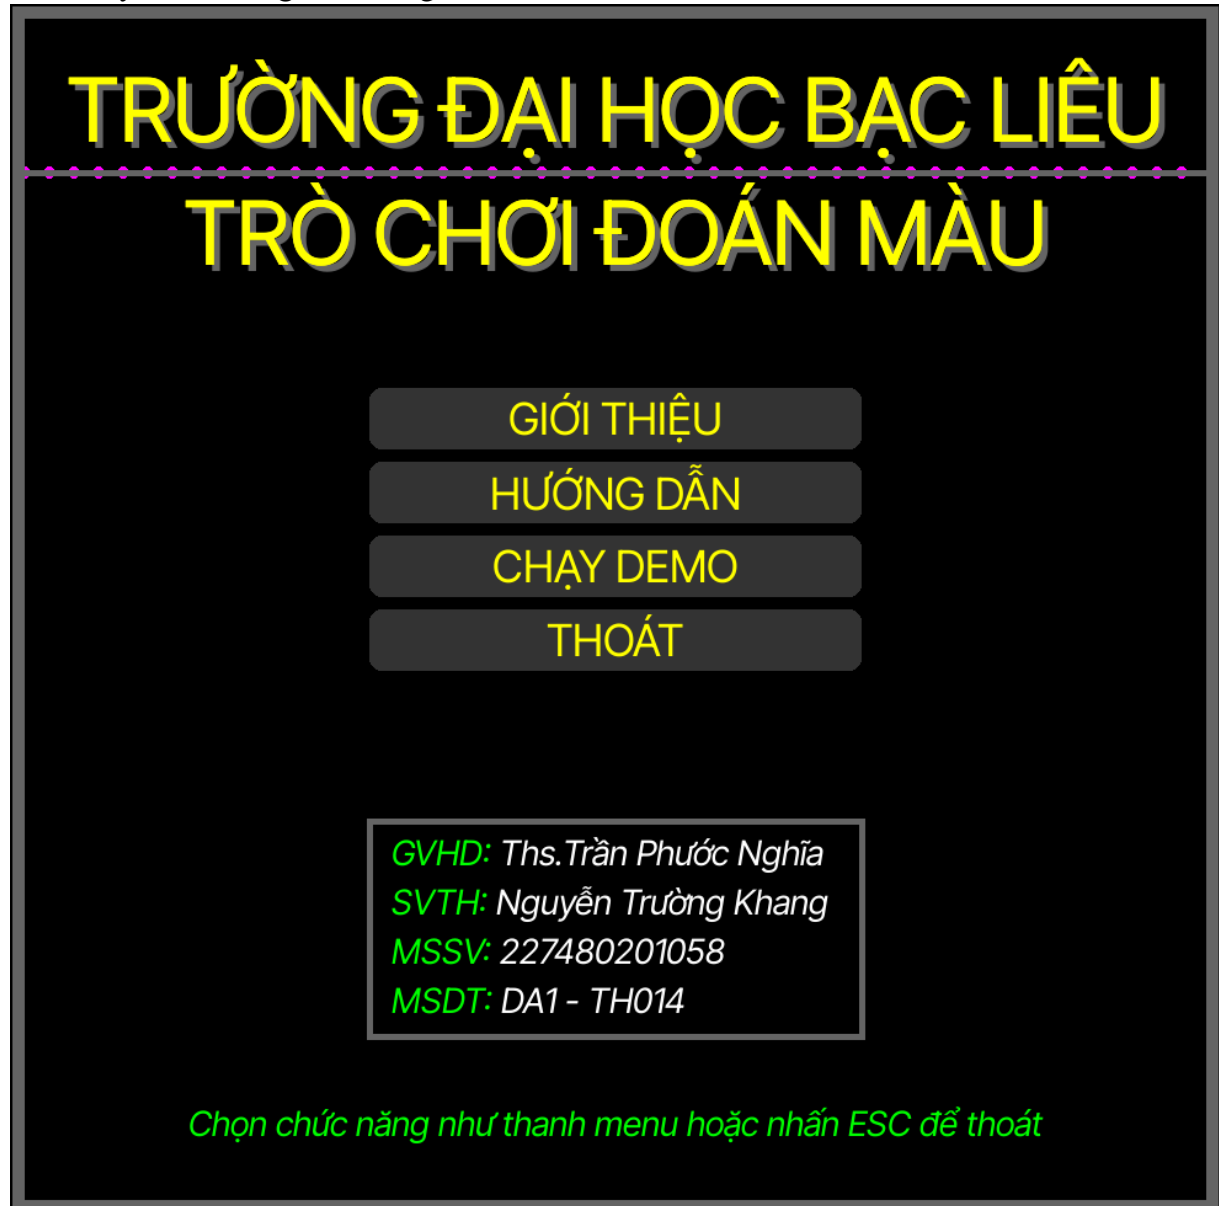 TRƯỜNG ĐẠI HỌC BẠC LIÊU
TRÒ CHƠI ĐOÁN MÀU
GIỚI THIỆU
HƯỚNG DẪN
CHẠY DEMO
THOÁT
GVHD: Ths.Trần Phước Nghĩa
SVTH: Nguyễn Trường Khang
MSSV: 227480201058
MSDT: DA1 - TH014
Chọn chức năng như thanh menu hoặc nhấn ESC để thoát